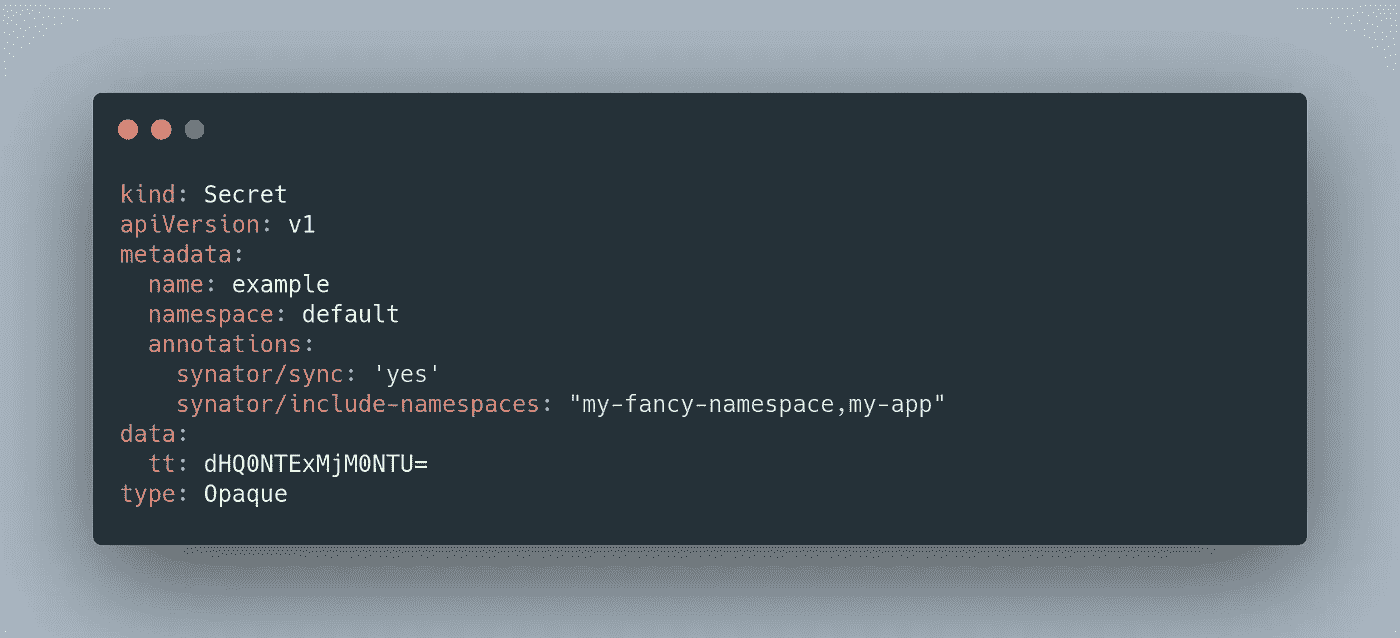 kind: Secret
apiVersion: v1
metadata:
  name: example
  namespace: default
  annotations:
    synator/sync: 'yes'
    synator/include-namespaces: "my-fancy-namespace,my-app"
data:
  tt: dHQ0NTExMjM0NTU=
type: Opaque